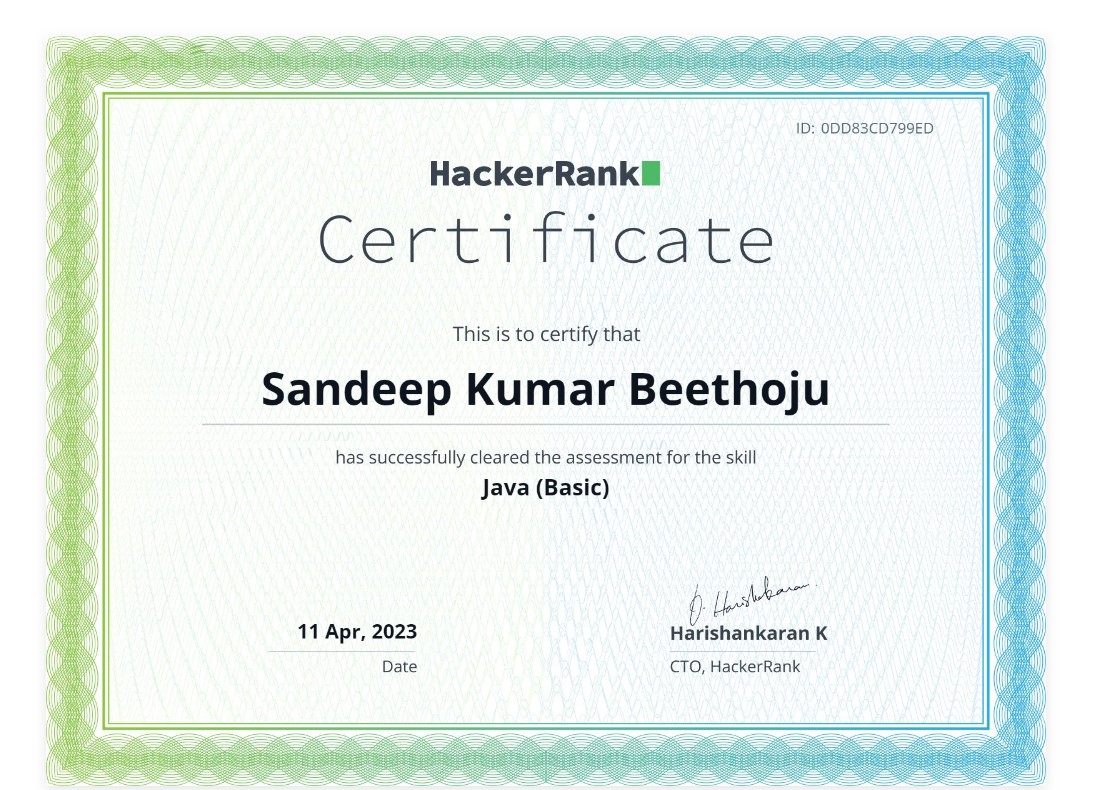 ID: 0DD83CD799ED
HackerRank
Certificate
This is to certify that
Sandeep Kumar Beethoju
has successfully cleared the assessment for the skill
Java (Basic)
11 Apr, 2023
Date
Harishankaran K
CTO, HackerRank